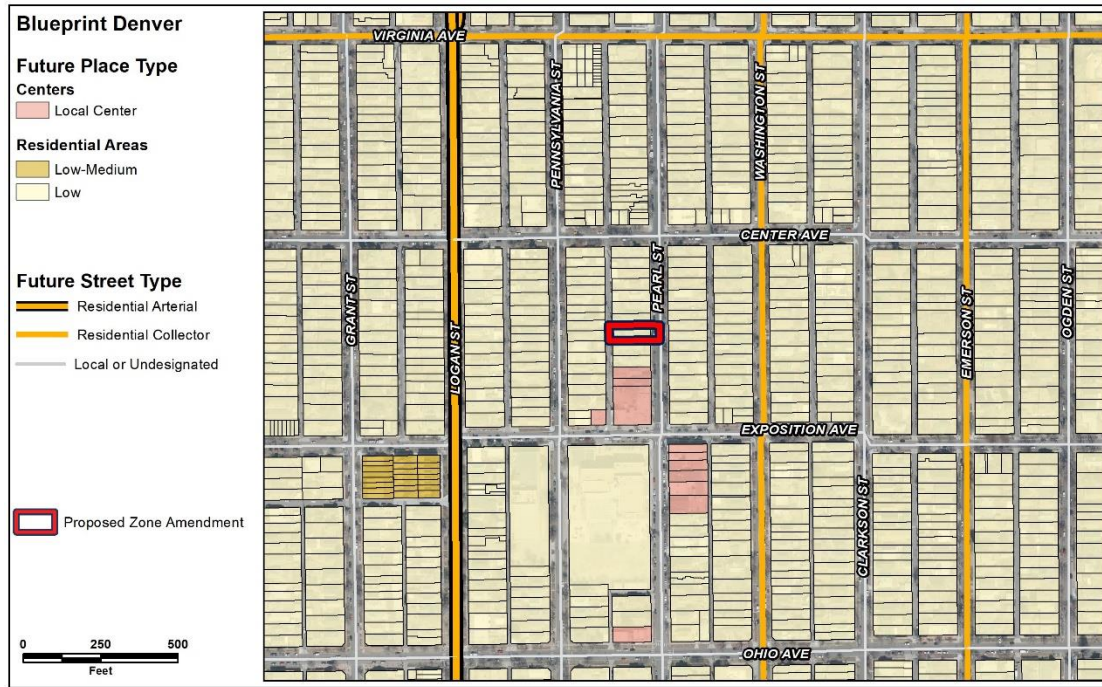 Blueprint Denver
Future Place Type
Centers
Local Center
Residential Areas
Low-Medium
Low
Future Street Type
Residential Arterial
Residential Collector
Local or Undesignated
Proposed Zone Amendment
0 250 500
Feet
VIRGINIA AVE
PENNSYLVANIA ST
WASHINGTON ST
CENTER AVE
GRANT ST
LOGAN ST
PEARL ST
EMERSON ST
OGDEN ST
EXPOSITION AVE
CLARKSON ST
OHIO AVE